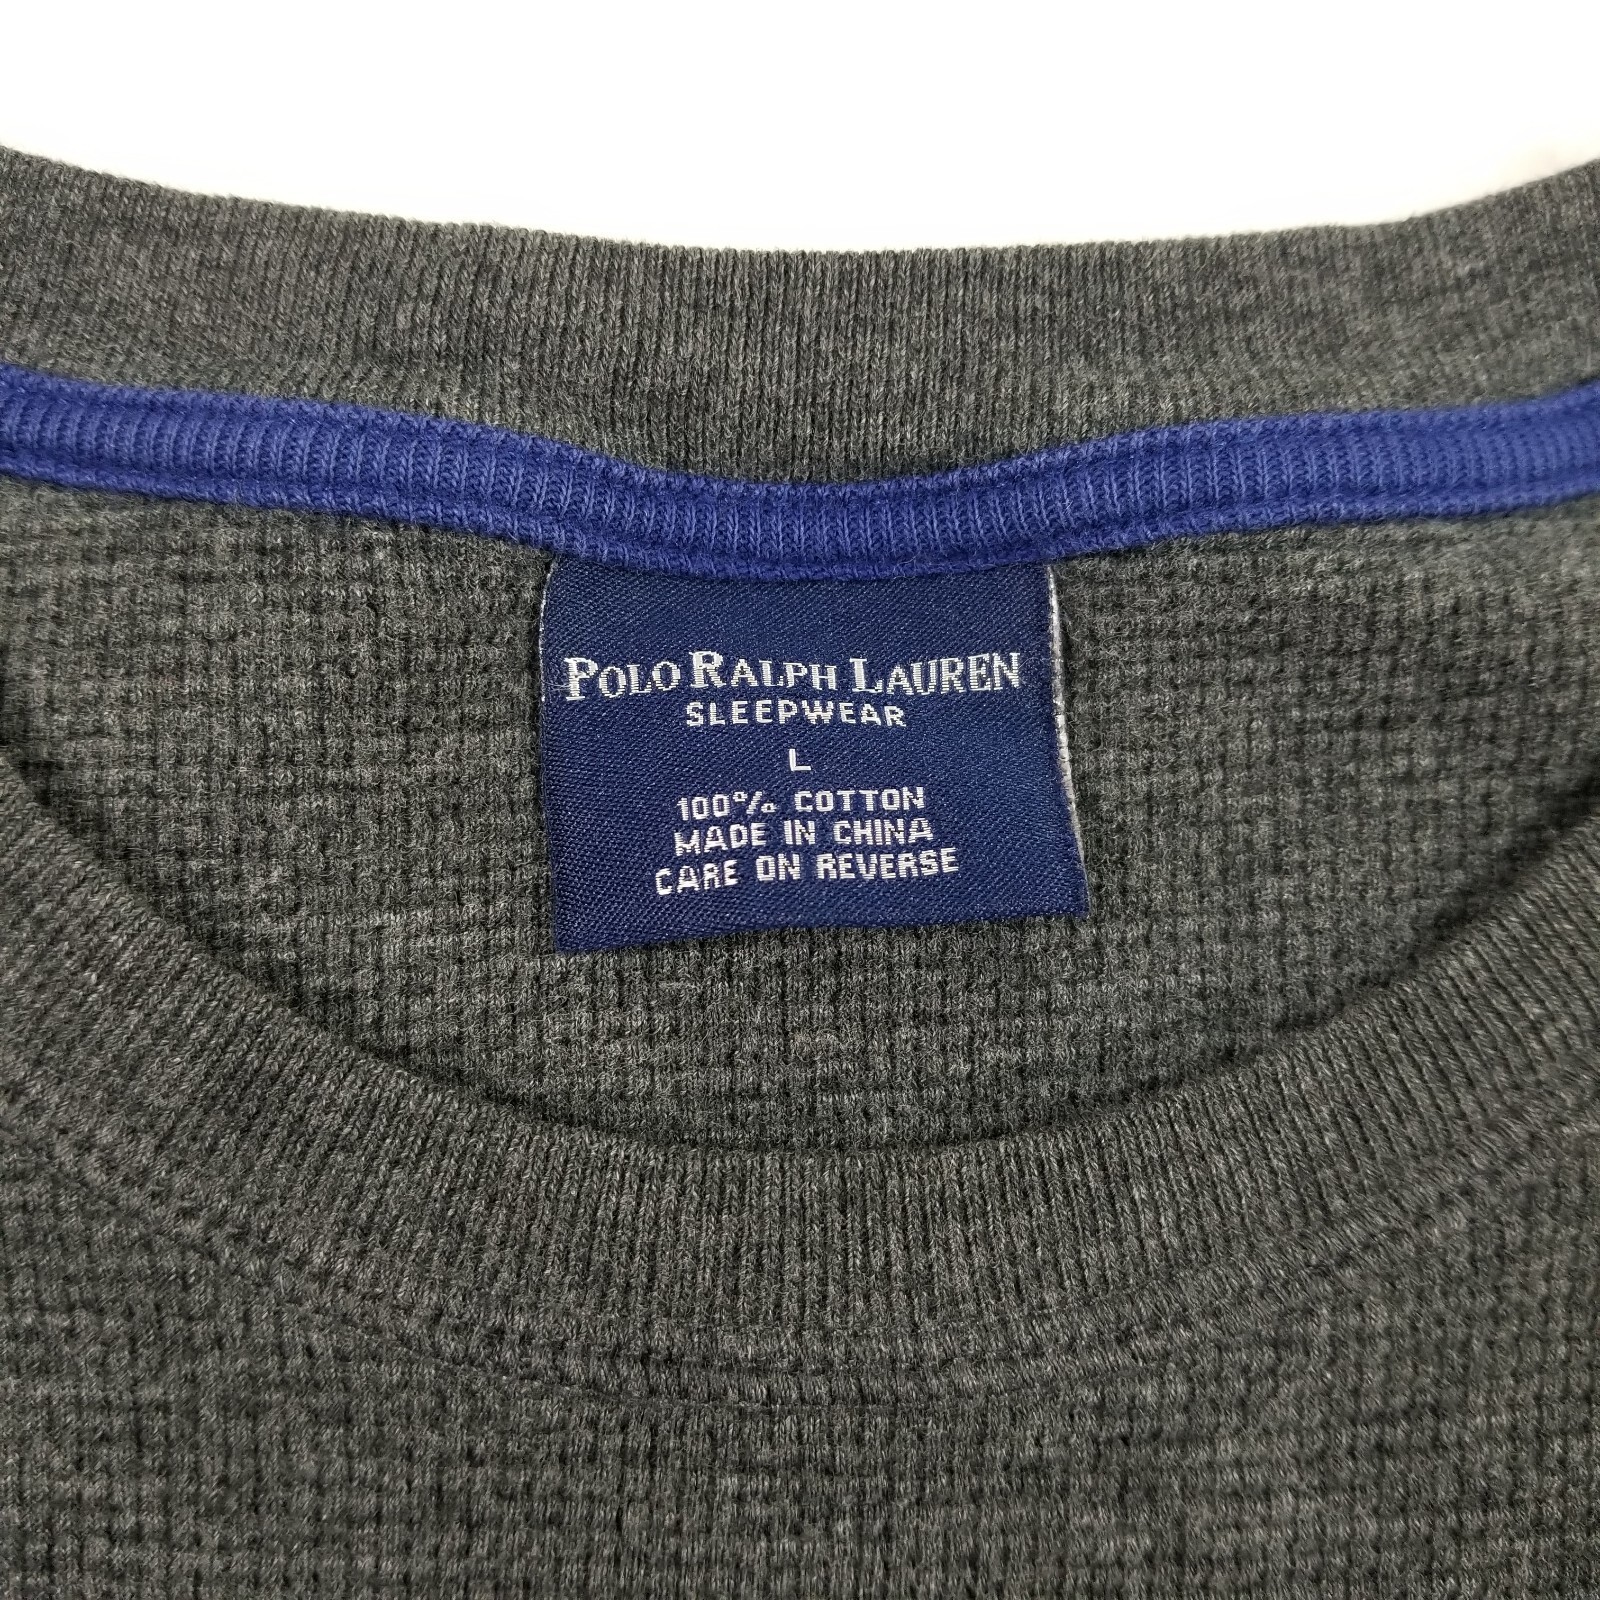 POLO RALPH LAUREN
SLEEPWEAR
L
100% COTTON
MADE IN CHINA
CARE ON REVERSE